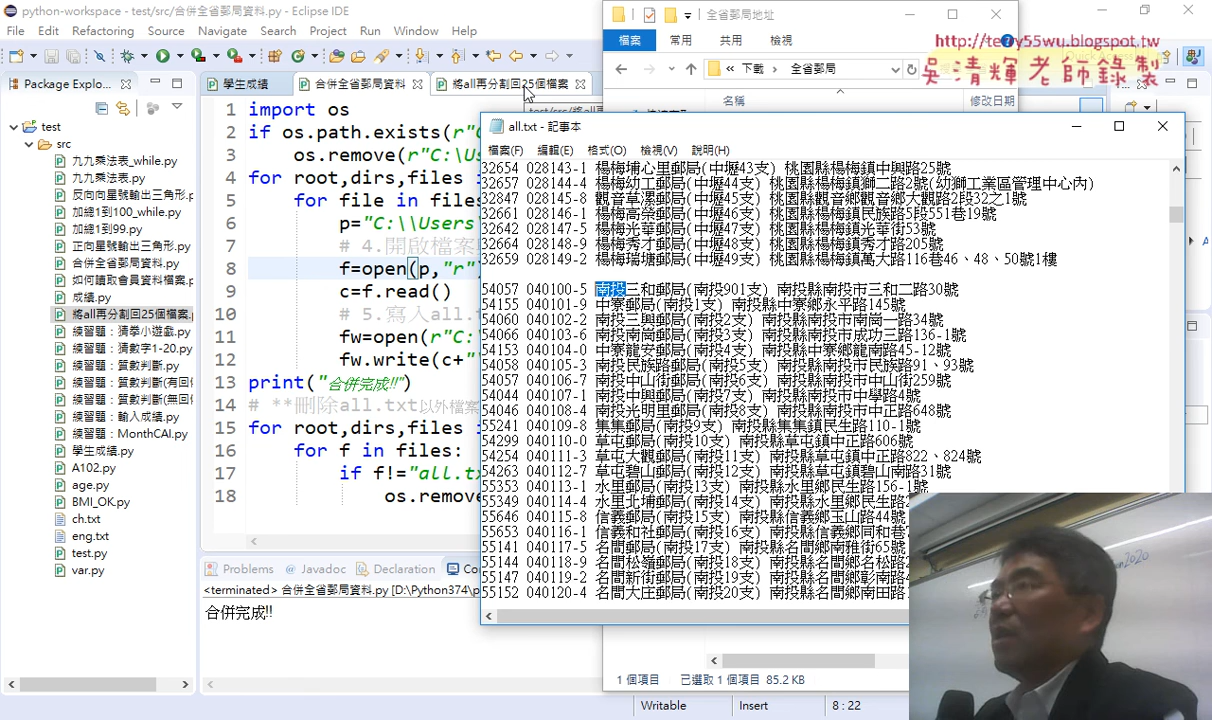 python-workspace - test/src/合併全省郵局資料.py - Eclipse IDE
File Edit Refactoring Source Navigate Search Project Run Window Help
Package Explo...
學生成績
合併全省郵局資料
將all再分割回25個檔案
test
src
九九乘法表_while.py
九九乘法表.py
反向向星號輸出三角形.p
加總1到100_while.py
加總1到99.py
正向星號輸出三角形.py
合併全省郵局資料.py
如何讀取會員資料檔案.p
成績.py
將all再分割回25個檔案.
練習題：猜拳小遊戲.py
練習題：猜數字1-20.py
練習題：質數判斷.py
練習題：質數判斷(有回傳
練習題：質數判斷(無回傳
練習題：輸入成績.py
練習題：MonthCAI.py
學生成績.py
A102.py
age.py
BMI_OK.py
ch.txt
eng.txt
test.py
var.py
1 import os
2 if os.path.exists(r"C
3 os.remove(r"C:\Us
4 for root,dirs,files
5 for file in files
6 p="C:\\Users
7 # 4.開啟檔案
8 f=open(p,"r"
9 c=f.read()
10 # 5.寫入all.t
11 fw=open(r"C:\
12 fw.write(c+"
13 print("合併完成!!")
14 # **刪除all.txt以外檔案
15 for root,dirs,files
16 for f in files:
17 if f!="all.tx
18 os.remove
Problems Javadoc Declaration Co
<terminated> 合併全省郵局資料.py [D:\Python374\p
合併完成!!
Writable Insert 8 : 22
全省郵局地址
檔案 常用 共用 檢視
« 下載 › 全省郵局
名稱 修改日期
1 個項目 已選取 1 個項目 85.2 KB
http://terry55wu.blogspot.tw
吳清輝老師錄製
all.txt - 記事本
檔案(F) 編輯(E) 格式(O) 檢視(V) 說明(H)
32654 028143-1 楊梅埔心里郵局(中壢43支) 桃園縣楊梅鎮中興路25號
32657 028144-4 楊梅幼工郵局(中壢44支) 桃園縣楊梅鎮獅二路2號(幼獅工業區管理中心內)
32847 028145-8 觀音草漯郵局(中壢45支) 桃園縣觀音鄉觀音鄉大觀路2段32之1號
32661 028146-1 楊梅高榮郵局(中壢46支) 桃園縣楊梅鎮民族路5段551巷19號
32642 028147-5 楊梅光華郵局(中壢47支) 桃園縣楊梅鎮光華街53號
32664 028148-9 楊梅秀才郵局(中壢48支) 桃園縣楊梅鎮秀才路205號
32659 028149-2 楊梅瑞塘郵局(中壢49支) 桃園縣楊梅鎮萬大路116巷46、48、50號1樓
54057 040100-5 南投三和郵局(南投901支) 南投縣南投市三和二路30號
54155 040101-9 中寮郵局(南投1支) 南投縣中寮鄉永平路145號
54060 040102-2 南投三興郵局(南投2支) 南投縣南投市南崗一路34號
54066 040103-6 南投南崗郵局(南投3支) 南投縣南投市成功三路136-1號
54153 040104-0 中寮龍安郵局(南投4支) 南投縣中寮鄉龍南路45-12號
54058 040105-3 南投民族路郵局(南投5支) 南投縣南投市民族路91、93號
54057 040106-7 南投中山街郵局(南投6支) 南投縣南投市中山街259號
54044 040107-1 南投中興郵局(南投7支) 南投縣南投市中學路4號
54046 040108-4 南投光明里郵局(南投8支) 南投縣南投市中正路648號
55241 040109-8 集集郵局(南投9支) 南投縣集集鎮民生路110-1號
54299 040110-0 草屯郵局(南投10支) 南投縣草屯鎮中正路606號
54254 040111-3 草屯大觀郵局(南投11支) 南投縣草屯鎮中正路822、824號
54263 040112-7 草屯碧山郵局(南投12支) 南投縣草屯鎮碧山南路31號
55353 040113-1 水里郵局(南投13支) 南投縣水里鄉民生路156-1號
55349 040114-4 水里北埔郵局(南投14支) 南投縣水里鄉民生路2
55646 040115-8 信義郵局(南投15支) 南投縣信義鄉玉山路44號
55653 040116-1 信義和社郵局(南投16支) 南投縣信義鄉同和巷
55141 040117-5 名間郵局(南投17支) 南投縣名間鄉南雅街65號
55144 040118-9 名間松嶺郵局(南投18支) 南投縣名間鄉名松路2
55147 040119-2 名間新街郵局(南投19支) 南投縣名間鄉彰南路4
55152 040120-4 名間大庄郵局(南投20支) 南投縣名間鄉南田路1